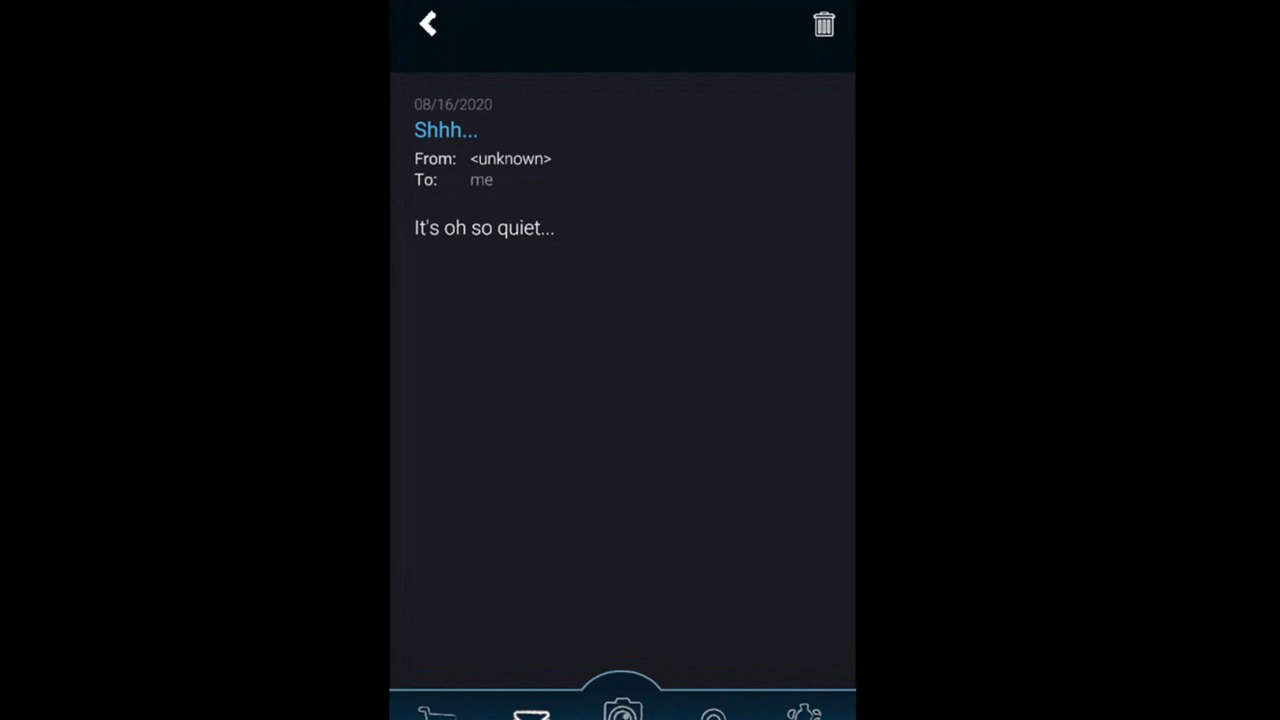 08/16/2020
Shhh...
From: <unknown>
To: me
It's oh so quiet...